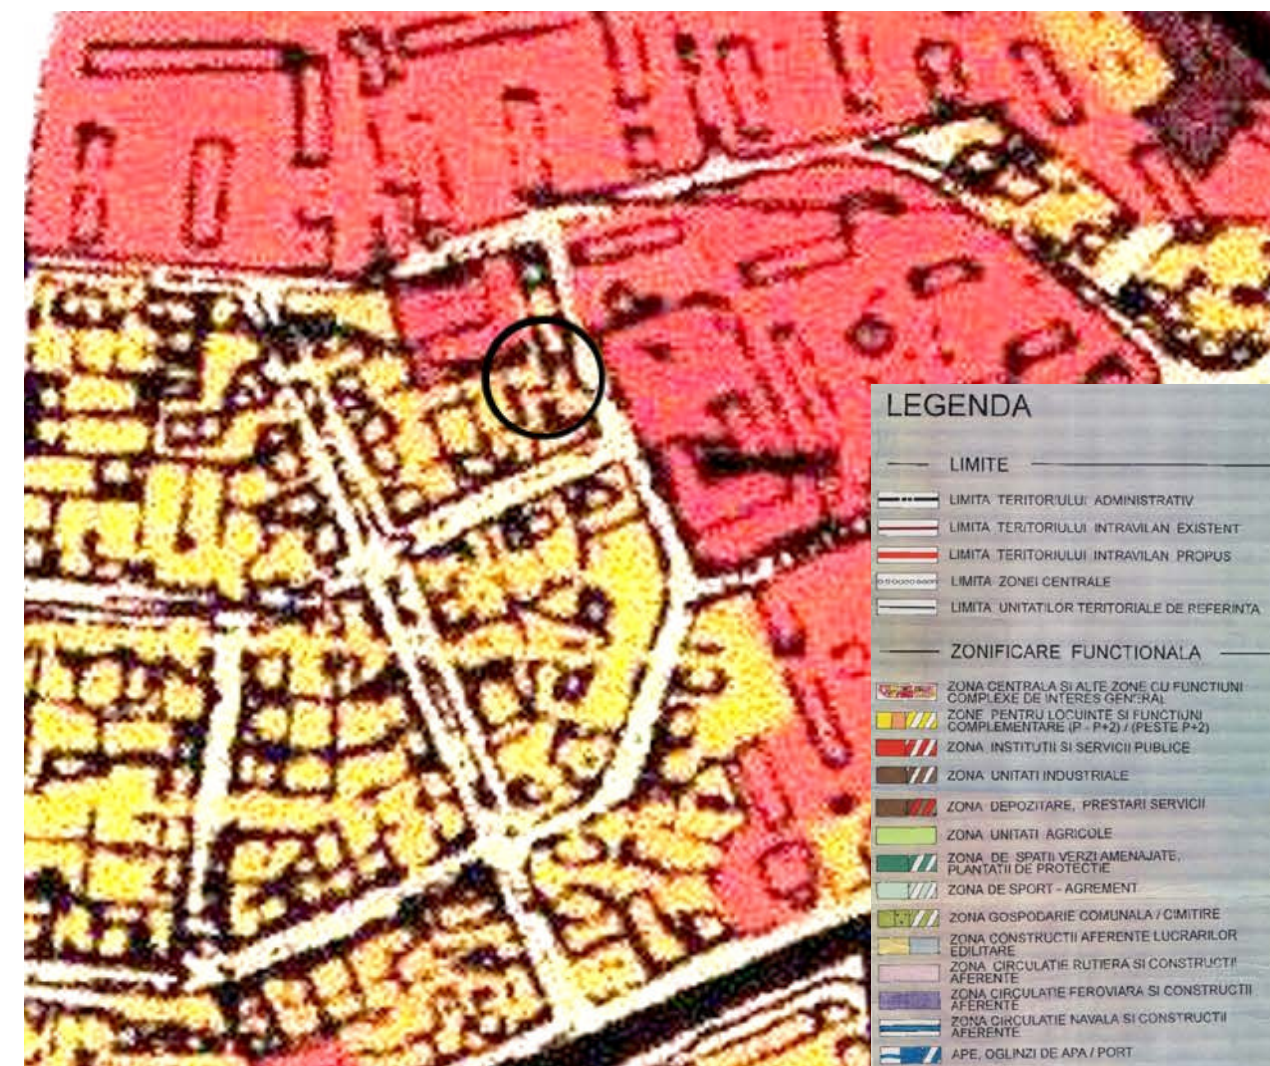 LEGENDA
LIMITE
LIMITA TERITORIULUI ADMINISTRATIV
LIMITA TERITORIULUI INTRAVILAN EXISTENT
LIMITA TERITORIULUI INTRAVILAN PROPUS
LIMITA ZONEI CENTRALE
LIMITA UNITATILOR TERITORIALE DE REFERINTA
ZONIFICARE FUNCTIONALA
ZONA CENTRALA SI ALTE ZONE CU FUNCTIUNI
COMPLEXE DE INTERES GENERAL
ZONE PENTRU LOCUINTE SI FUNCTIUNI
COMPLEMENTARE (P - P+2) / (PESTE P+2)
ZONA INSTITUTII SI SERVICII PUBLICE
ZONA UNITATI INDUSTRIALE
ZONA DEPOZITARE, PRESTARI SERVICII
ZONA UNITATI AGRICOLE
ZONA DE SPATII VERZI AMENAJATE,
PLANTATII DE PROTECTIE
ZONA DE SPORT - AGREMENT
ZONA GOSPODARIE COMUNALA / CIMITIRE
ZONA CONSTRUCTII AFERENTE LUCRARILOR
EDILITARE
ZONA CIRCULATIE RUTIERA SI CONSTRUCTII
AFERENTE
ZONA CIRCULATIE FEROVIARA SI CONSTRUCTII
AFERENTE
ZONA CIRCULATIE NAVALA SI CONSTRUCTII
AFERENTE
APE, OGLINZI DE APA / PORT